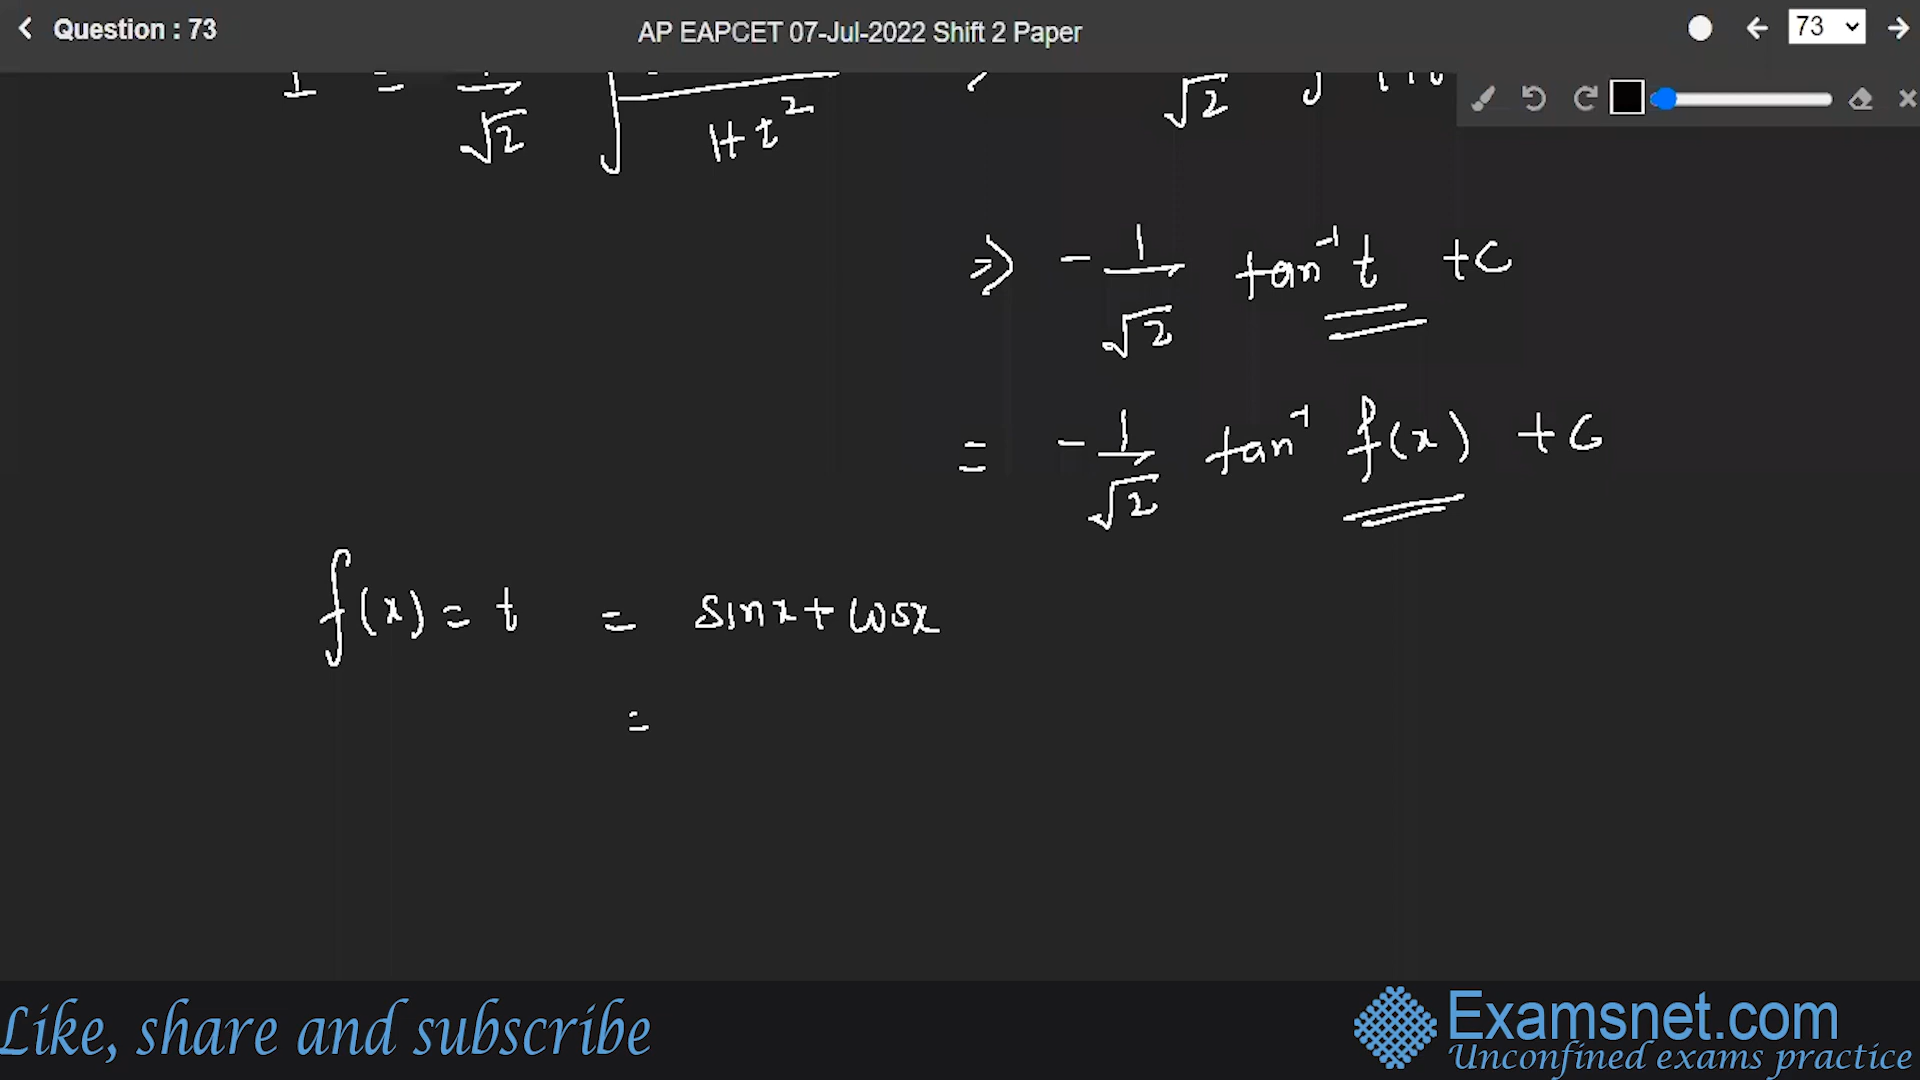 Question : 73
AP EAPCET 07-Jul-2022 Shift 2 Paper
73
I = 1/√2 ∫ 1+t²
√2 ∫
⇒ -1/√2 tan⁻¹ t + C
= -1/√2 tan⁻¹ f(x) + C
f(x) = t = sinx + cosx
=
Like, share and subscribe
Examsnet.com
Unconfined exams practice